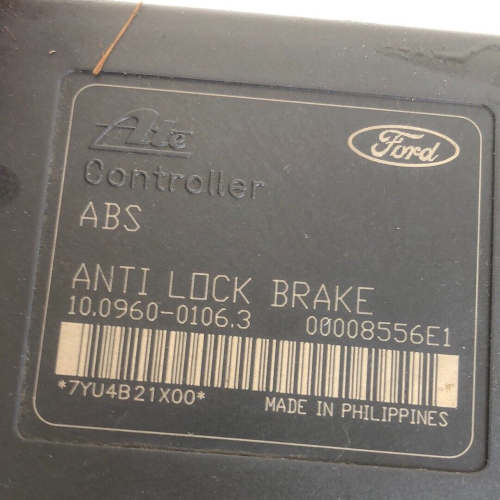 Ate
Ford
Controller
ABS
ANTI LOCK BRAKE
10.0960-0106.3 00008556E1
*7YU4B21X00*
MADE IN PHILIPPINES